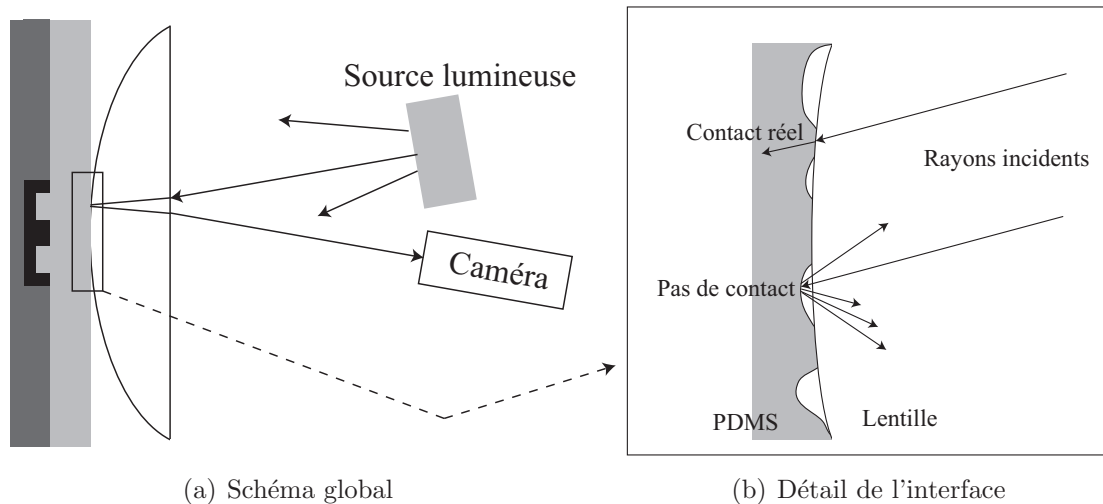 Source lumineuse
Caméra
Contact réel
Rayons incidents
Pas de contact
PDMS
Lentille
(a) Schéma global
(b) Détail de l'interface